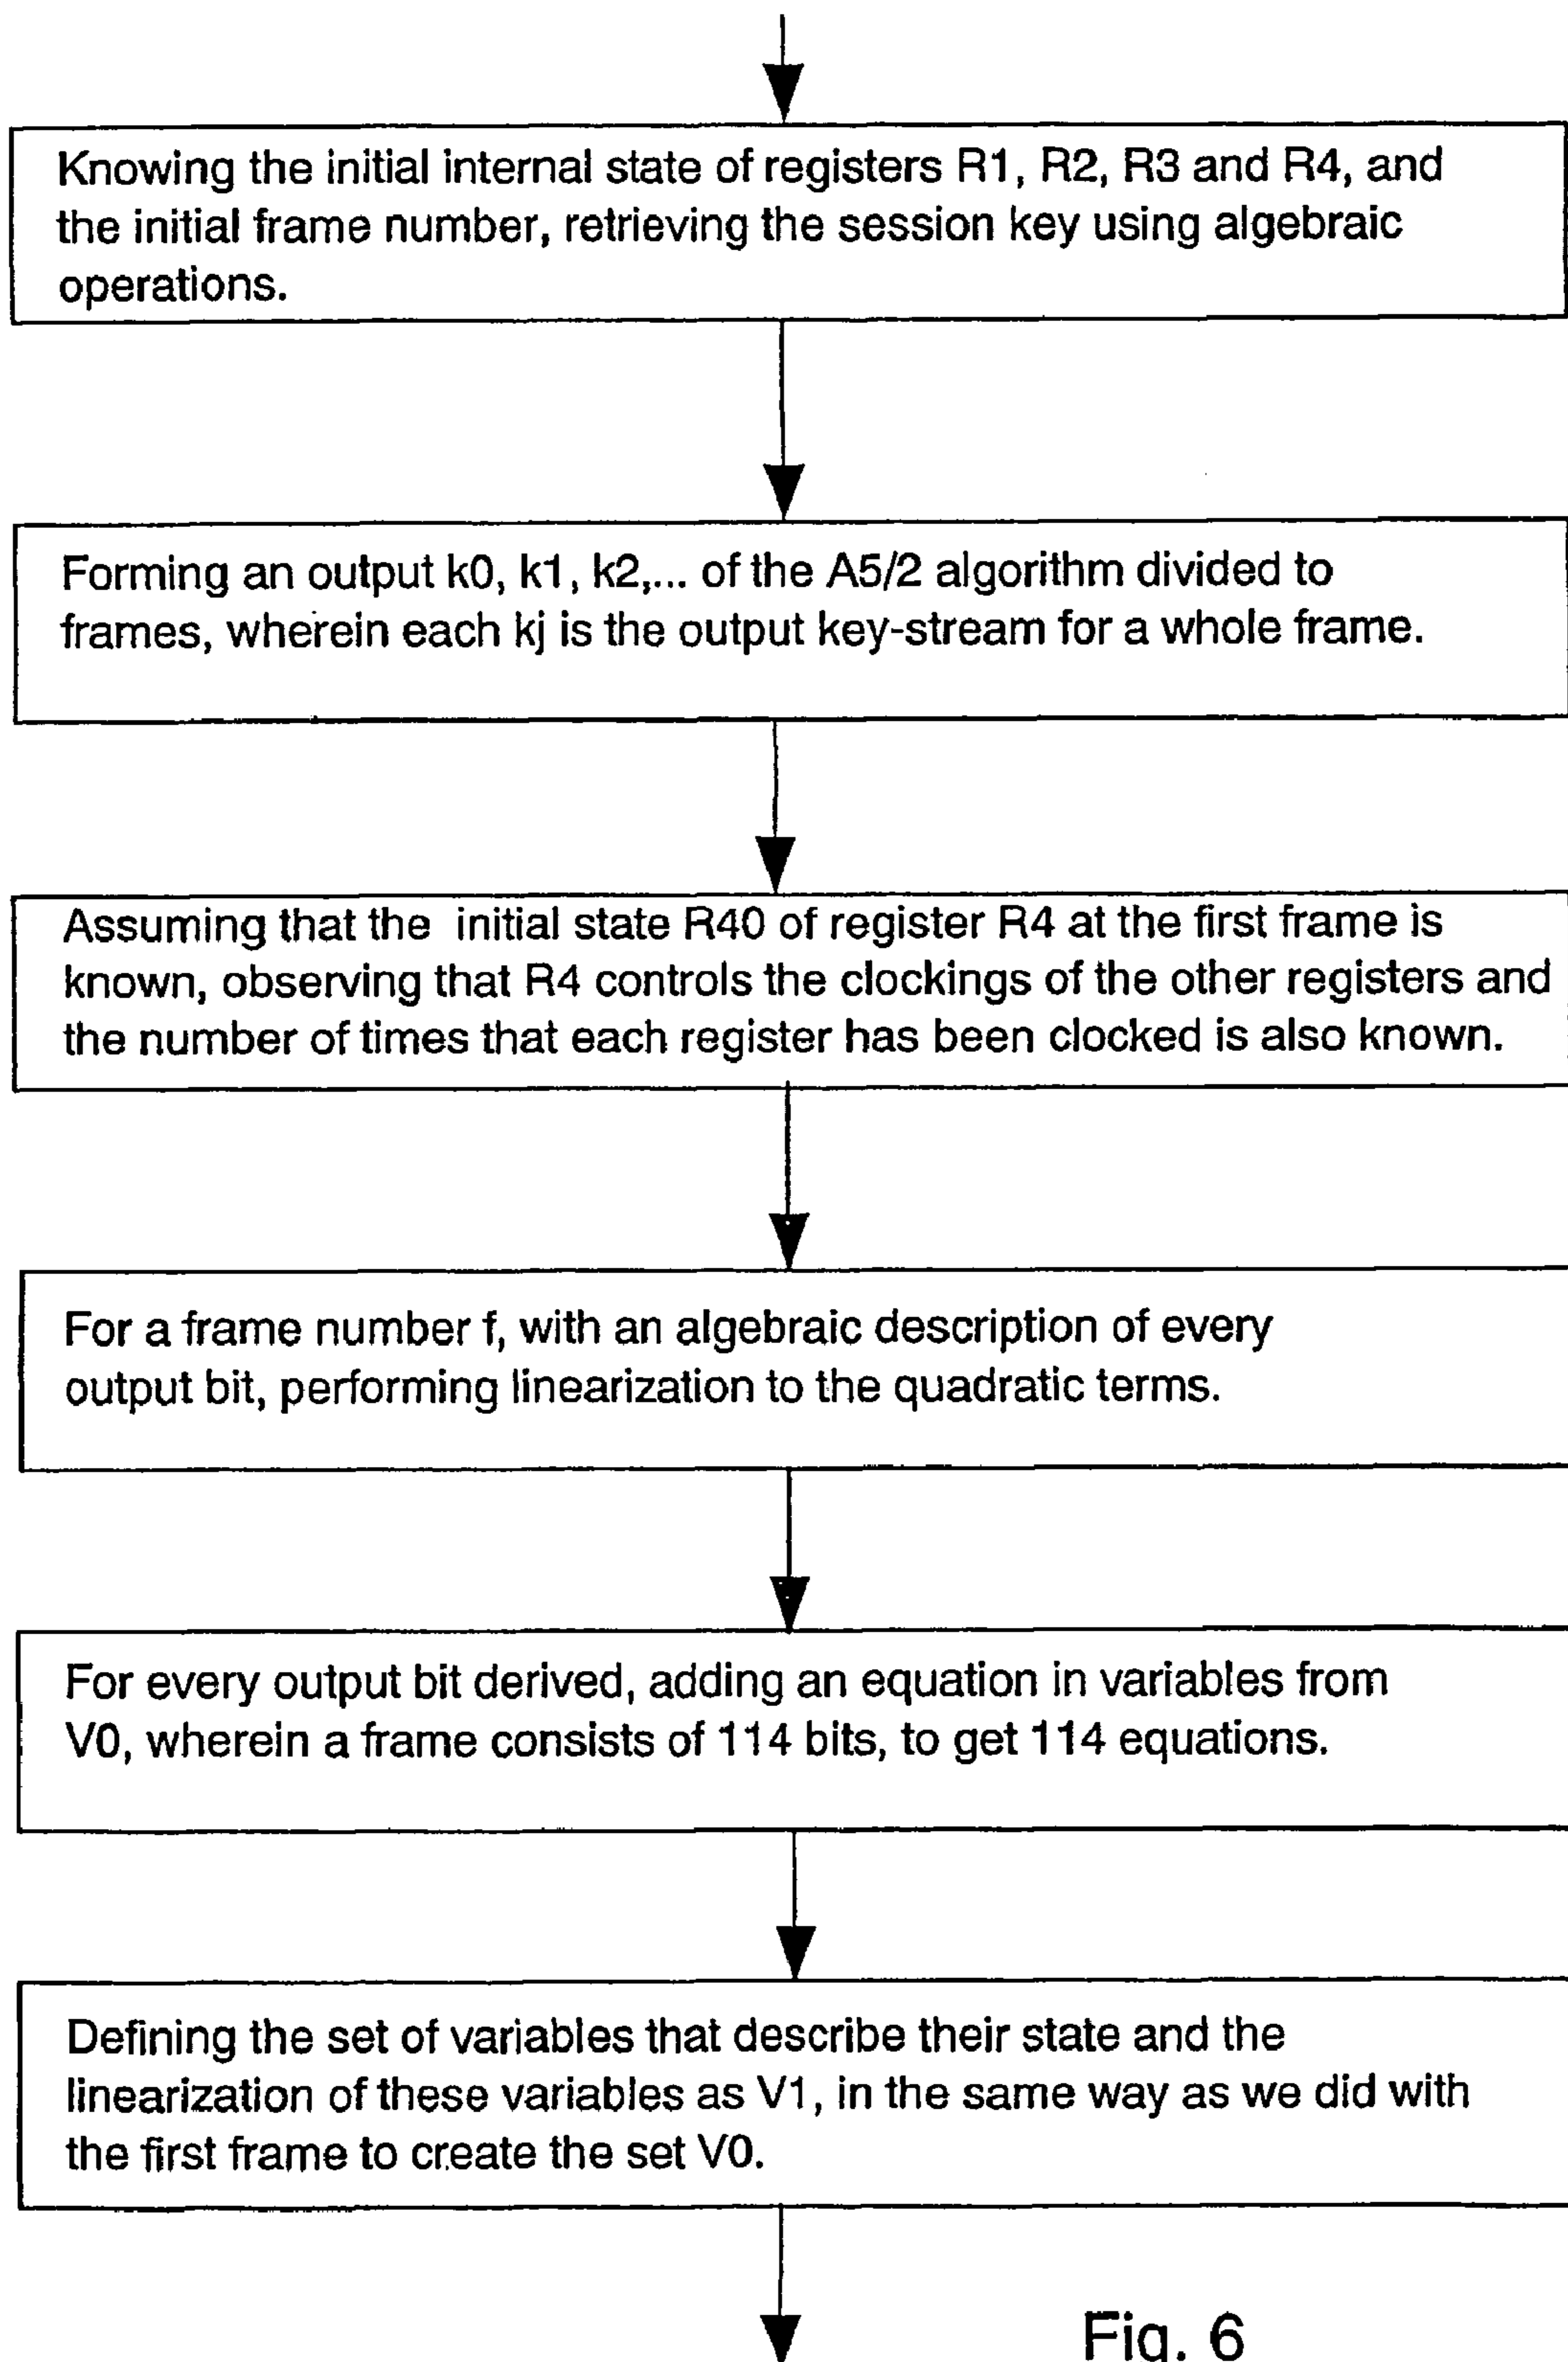 Knowing the initial internal state of registers R1, R2, R3 and R4, and
the initial frame number, retrieving the session key using algebraic
operations.
Forming an output k0, k1, k2,... of the A5/2 algorithm divided to
frames, wherein each kj is the output key-stream for a whole frame.
Assuming that the initial state R40 of register R4 at the first frame is
known, observing that R4 controls the clockings of the other registers and
the number of times that each register has been clocked is also known.
For a frame number f, with an algebraic description of every
output bit, performing linearization to the quadratic terms.
For every output bit derived, adding an equation in variables from
V0, wherein a frame consists of 114 bits, to get 114 equations.
Defining the set of variables that describe their state and the
linearization of these variables as V1, in the same way as we did with
the first frame to create the set V0.
Fig. 6